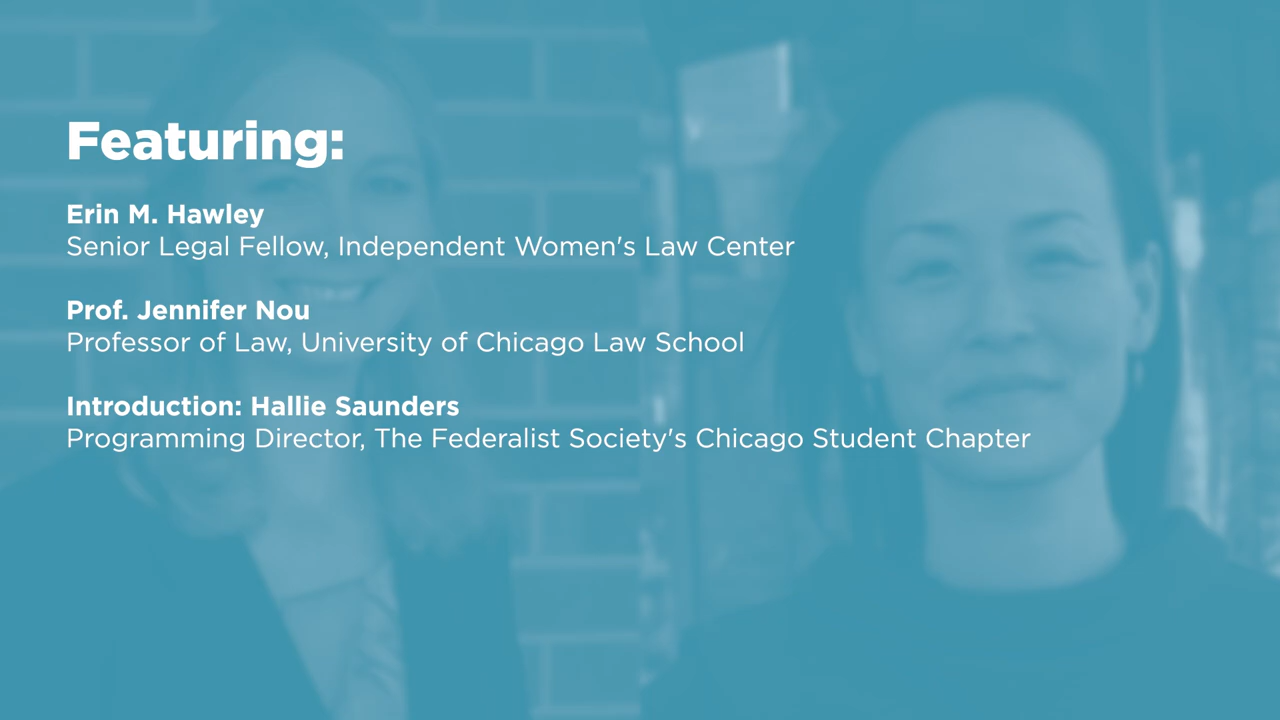 Featuring:
Erin M. Hawley
Senior Legal Fellow, Independent Women's Law Center
Prof. Jennifer Nou
Professor of Law, University of Chicago Law School
Introduction: Hallie Saunders
Programming Director, The Federalist Society's Chicago Student Chapter